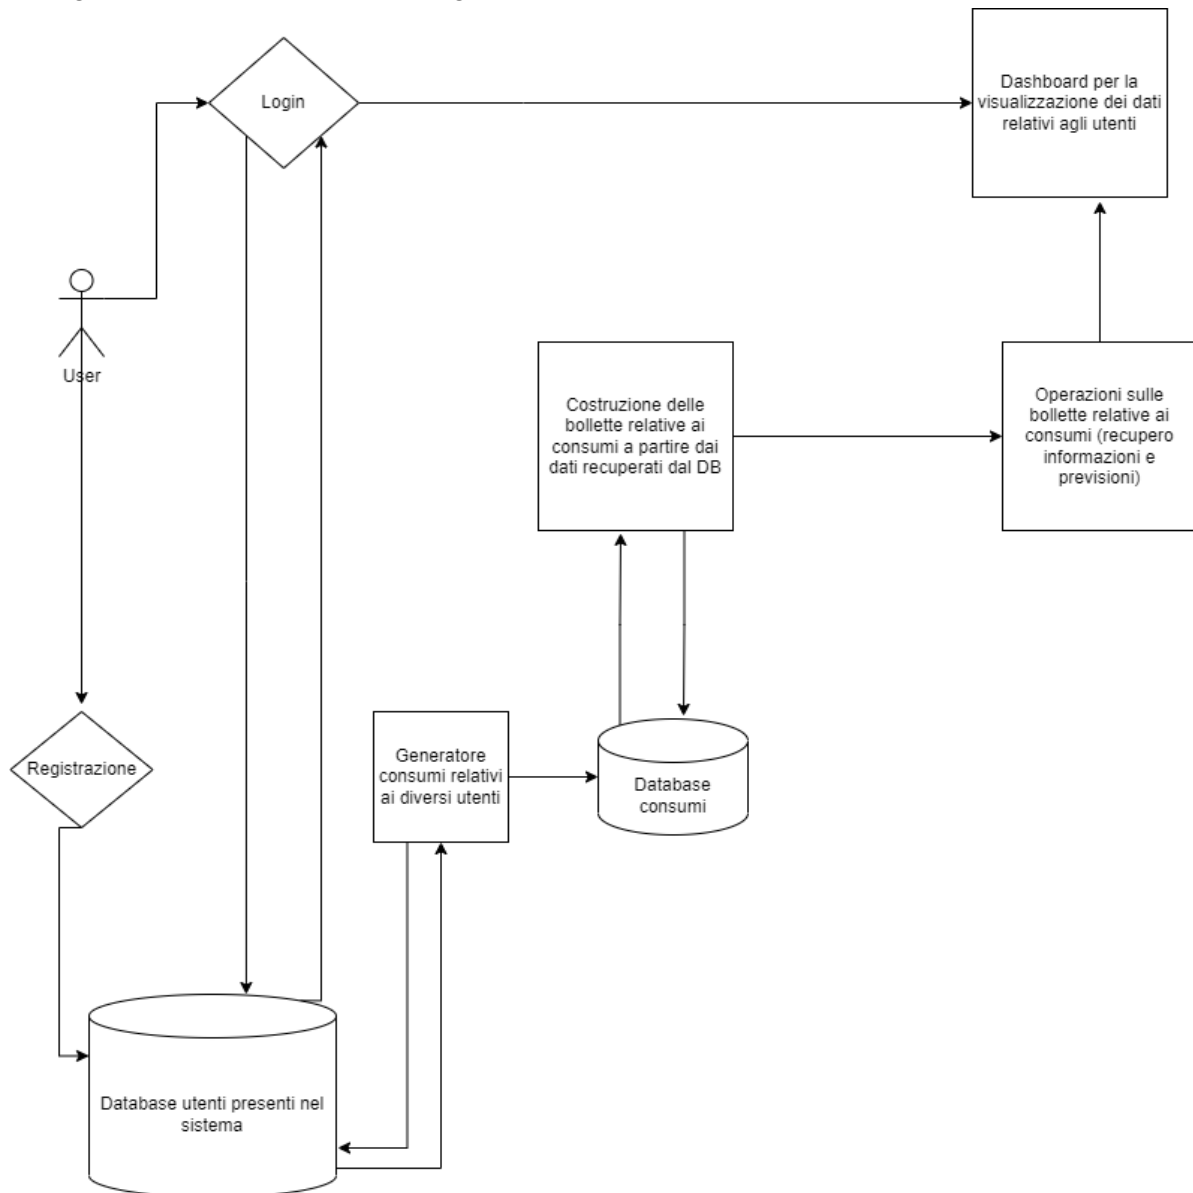 Login
Dashboard per la
visualizzazione dei dati
relativi agli utenti
User
Costruzione delle
bollette relative ai
consumi a partire dai
dati recuperati dal DB
Operazioni sulle
bollette relative ai
consumi (recupero
informazioni e
previsioni)
Registrazione
Generatore
consumi relativi
ai diversi utenti
Database
consumi
Database utenti presenti nel
sistema